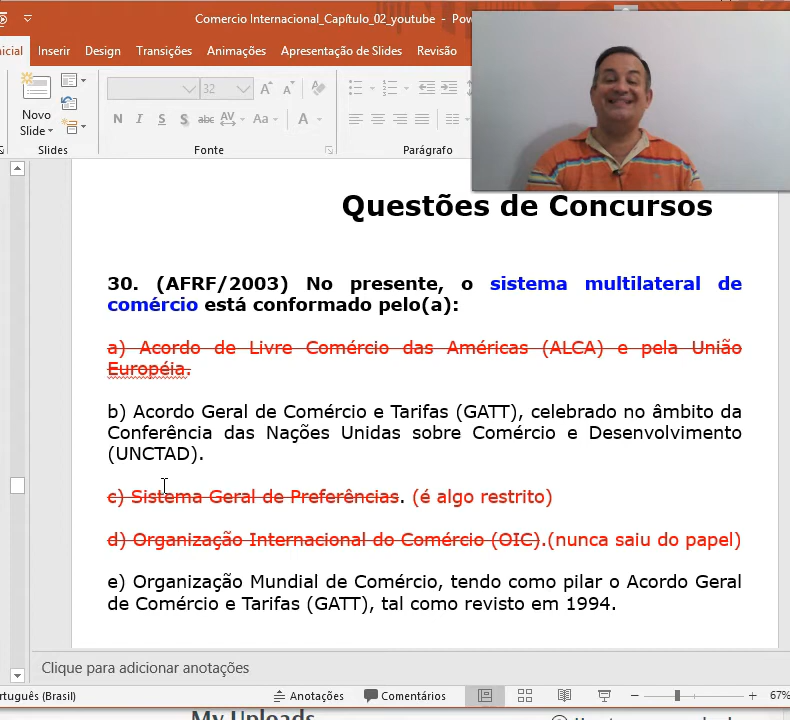 Comercio Internacional_Capítulo_02_youtube - Pow
icial Inserir Design Transições Animações Apresentação de Slides Revisão
32
Novo
Slide
N I S S abc AV Aa A
Slides Fonte Parágrafo
Questões de Concursos
30. (AFRF/2003) No presente, o sistema multilateral de
comércio está conformado pelo(a):
a) Acordo de Livre Comércio das Américas (ALCA) e pela União
Européia.
b) Acordo Geral de Comércio e Tarifas (GATT), celebrado no âmbito da
Conferência das Nações Unidas sobre Comércio e Desenvolvimento
(UNCTAD).
c) Sistema Geral de Preferências. (é algo restrito)
d) Organização Internacional do Comércio (OIC).(nunca saiu do papel)
e) Organização Mundial de Comércio, tendo como pilar o Acordo Geral
de Comércio e Tarifas (GATT), tal como revisto em 1994.
Clique para adicionar anotações
rtuguês (Brasil) Anotações Comentários 67%
My Uploads